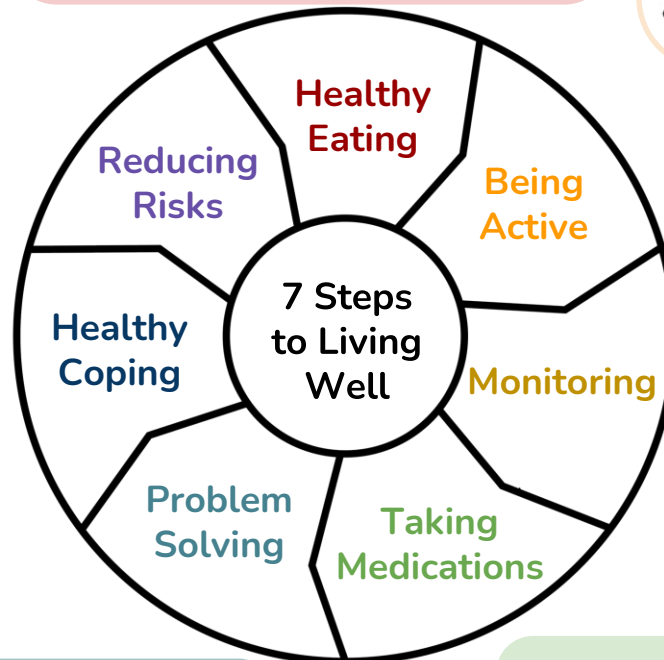 Healthy
Eating
Being
Active
Monitoring
Taking
Medications
Problem
Solving
Healthy
Coping
Reducing
Risks
7 Steps
to Living
Well